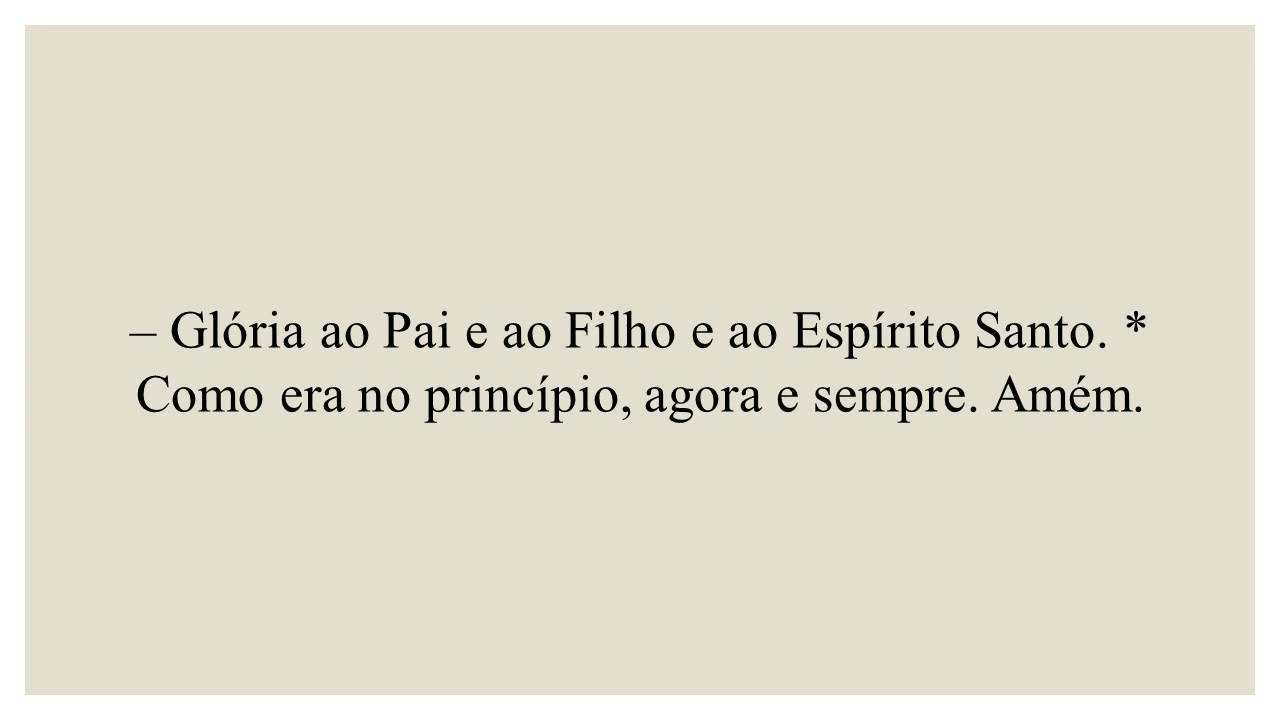 – Glória ao Pai e ao Filho e ao Espírito Santo. *
Como era no princípio, agora e sempre. Amém.